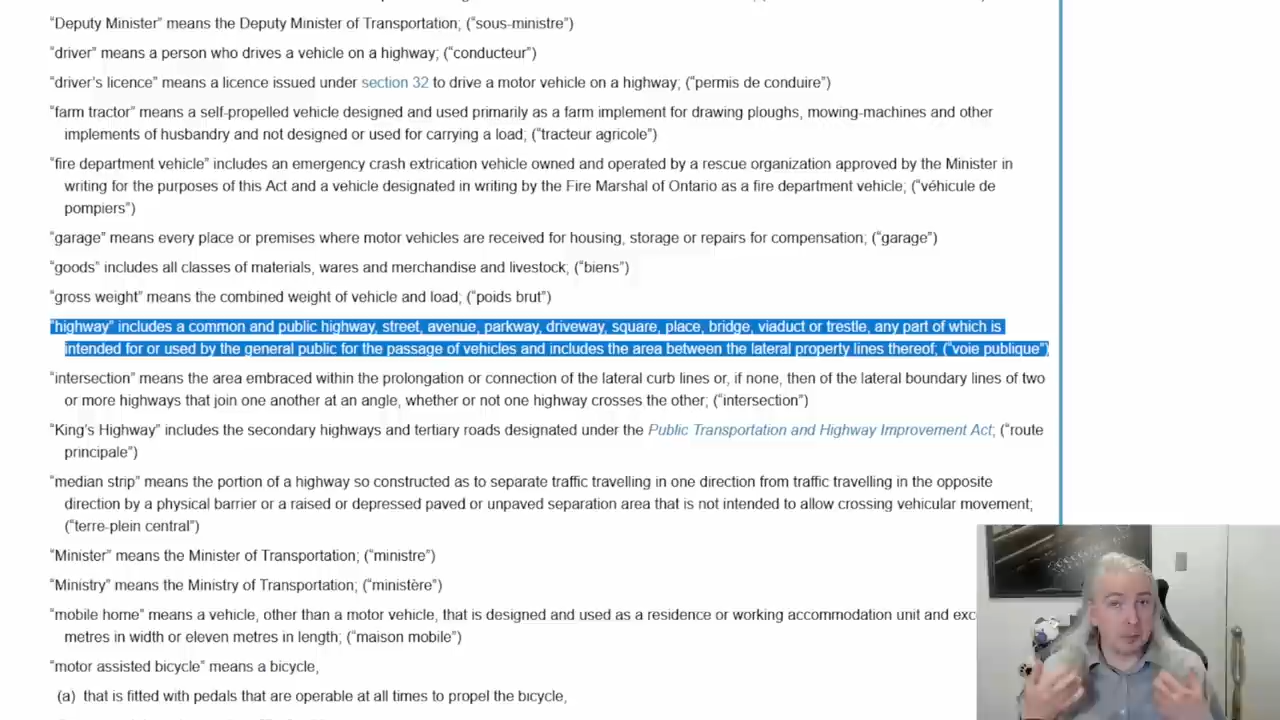 “Deputy Minister” means the Deputy Minister of Transportation; (“sous-ministre”)
“driver” means a person who drives a vehicle on a highway; (“conducteur”)
“driver’s licence” means a licence issued under section 32 to drive a motor vehicle on a highway; (“permis de conduire”)
“farm tractor” means a self-propelled vehicle designed and used primarily as a farm implement for drawing ploughs, mowing-machines and other
implements of husbandry and not designed or used for carrying a load; (“tracteur agricole”)
“fire department vehicle” includes an emergency crash extrication vehicle owned and operated by a rescue organization approved by the Minister in
writing for the purposes of this Act and a vehicle designated in writing by the Fire Marshal of Ontario as a fire department vehicle; (“véhicule de
pompiers”)
“garage” means every place or premises where motor vehicles are received for housing, storage or repairs for compensation; (“garage”)
“goods” includes all classes of materials, wares and merchandise and livestock; (“biens”)
“gross weight” means the combined weight of vehicle and load; (“poids brut”)
“highway” includes a common and public highway, street, avenue, parkway, driveway, square, place, bridge, viaduct or trestle, any part of which is
intended for or used by the general public for the passage of vehicles and includes the area between the lateral property lines thereof; (“voie publique”)
“intersection” means the area embraced within the prolongation or connection of the lateral curb lines or, if none, then of the lateral boundary lines of two
or more highways that join one another at an angle, whether or not one highway crosses the other; (“intersection”)
“King’s Highway” includes the secondary highways and tertiary roads designated under the Public Transportation and Highway Improvement Act; (“route
principale”)
“median strip” means the portion of a highway so constructed as to separate traffic travelling in one direction from traffic travelling in the opposite
direction by a physical barrier or a raised or depressed paved or unpaved separation area that is not intended to allow crossing vehicular movement;
(“terre-plein central”)
“Minister” means the Minister of Transportation; (“ministre”)
“Ministry” means the Ministry of Transportation; (“ministère”)
“mobile home” means a vehicle, other than a motor vehicle, that is designed and used as a residence or working accommodation unit and exc
metres in width or eleven metres in length; (“maison mobile”)
“motor assisted bicycle” means a bicycle,
(a) that is fitted with pedals that are operable at all times to propel the bicycle,